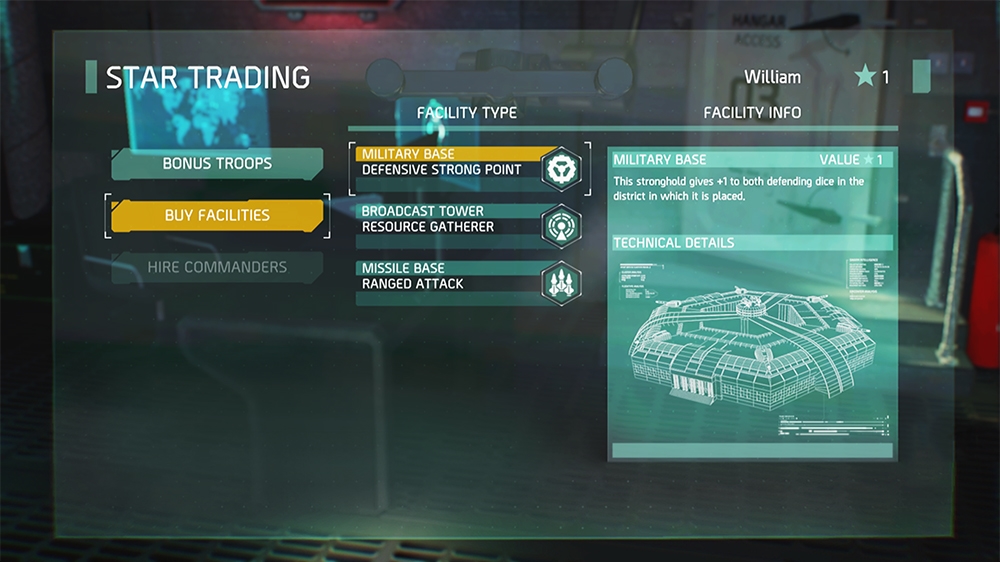 HANGAR
ACCESS
03
STAR TRADING
William
★ 1
FACILITY TYPE
FACILITY INFO
BONUS TROOPS
BUY FACILITIES
HIRE COMMANDERS
MILITARY BASE
DEFENSIVE STRONG POINT
BROADCAST TOWER
RESOURCE GATHERER
MISSILE BASE
RANGED ATTACK
MILITARY BASE
VALUE ★ 1
This stronghold gives +1 to both defending dice in the
district in which it is placed.
TECHNICAL DETAILS